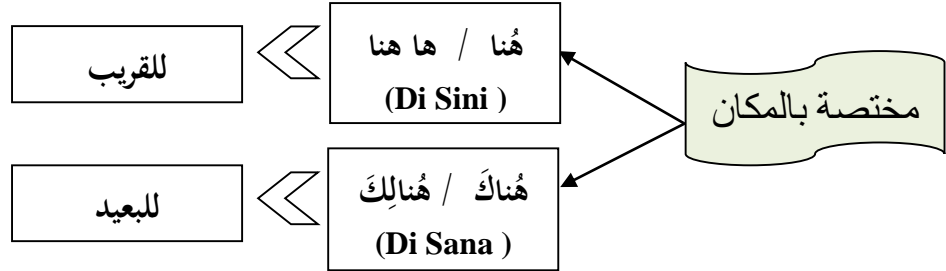 مختصة بالمكان
هُنا / ها هنا
(Di Sini )
للقريب
هُناكَ / هُنالِكَ
(Di Sana )
للبعيد